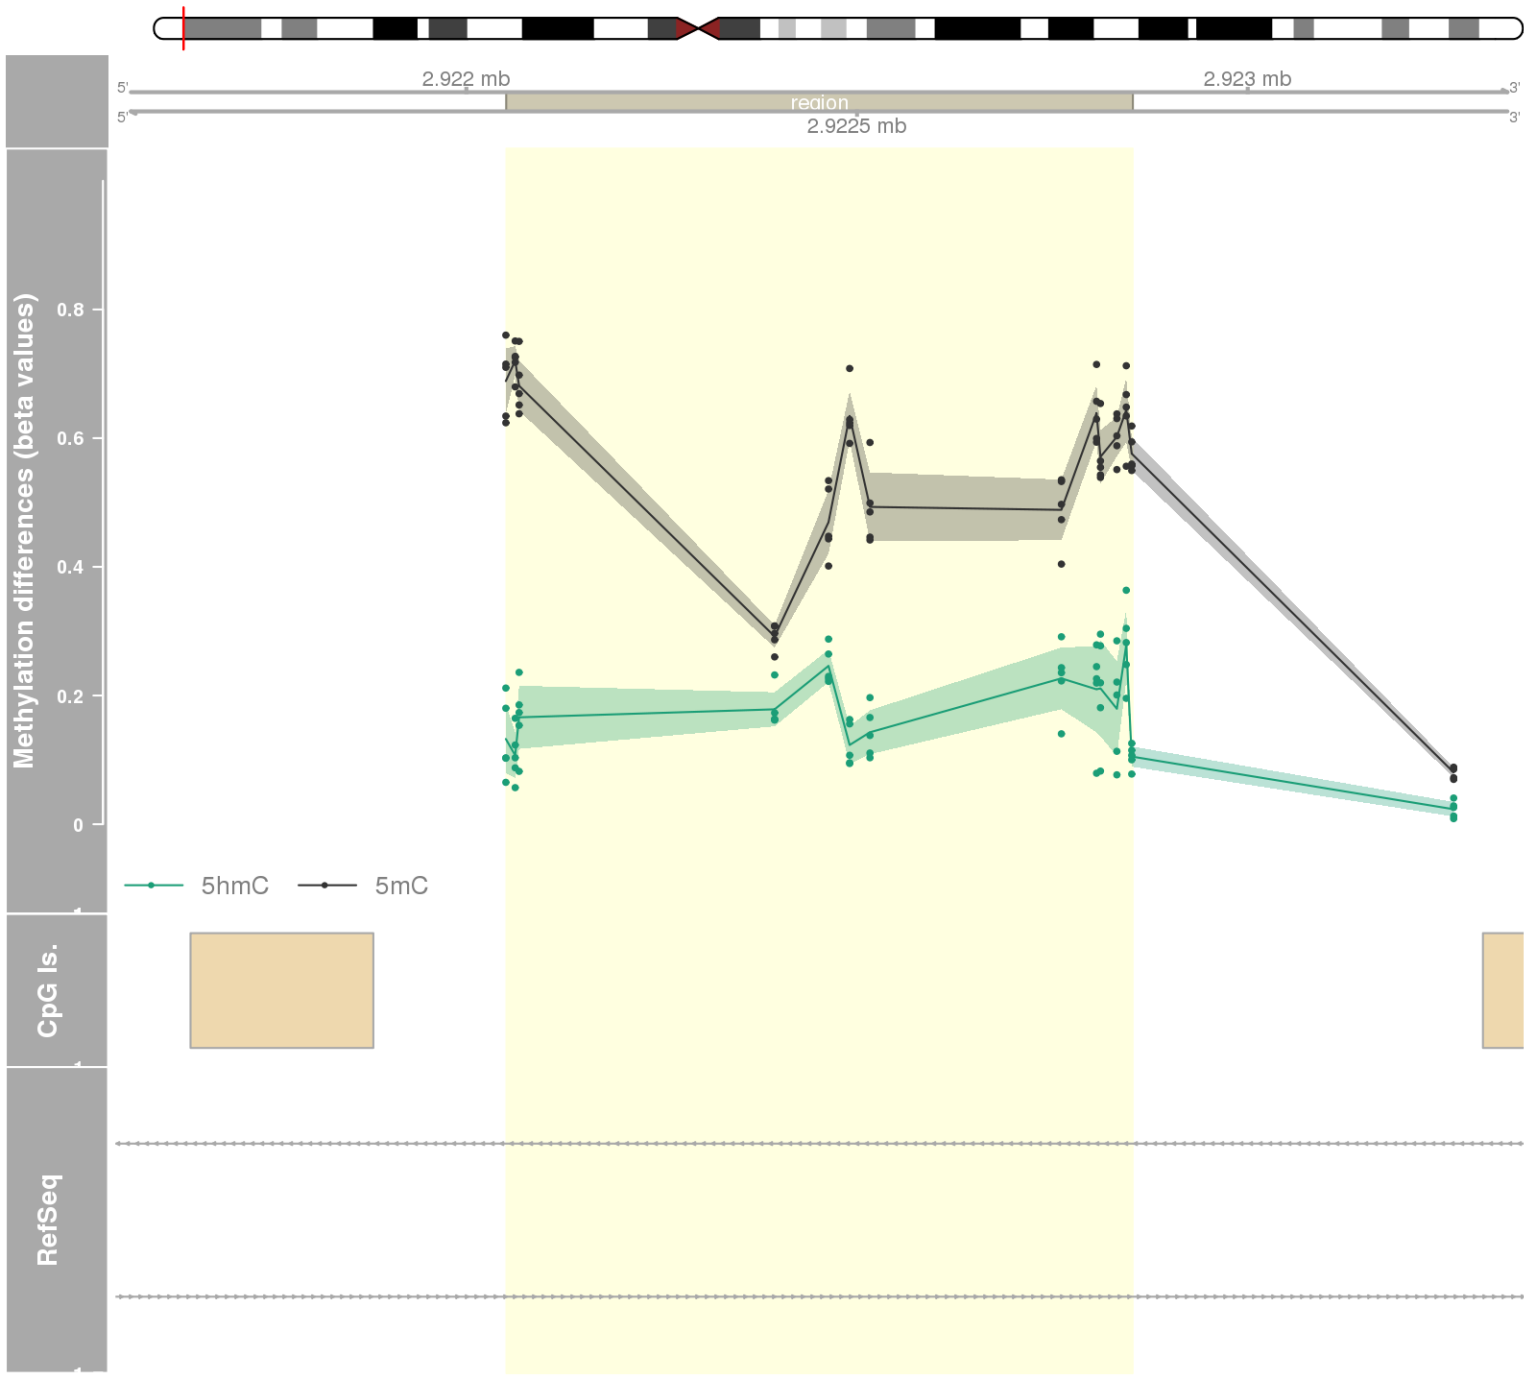 2.922 mb
2.923 mb
5'
3'
region
5'
3'
2.9225 mb
Methylation differences (beta values)
0.8
0.6
0.4
0.2
0
5hmC
5mC
CpG Is.
RefSeq